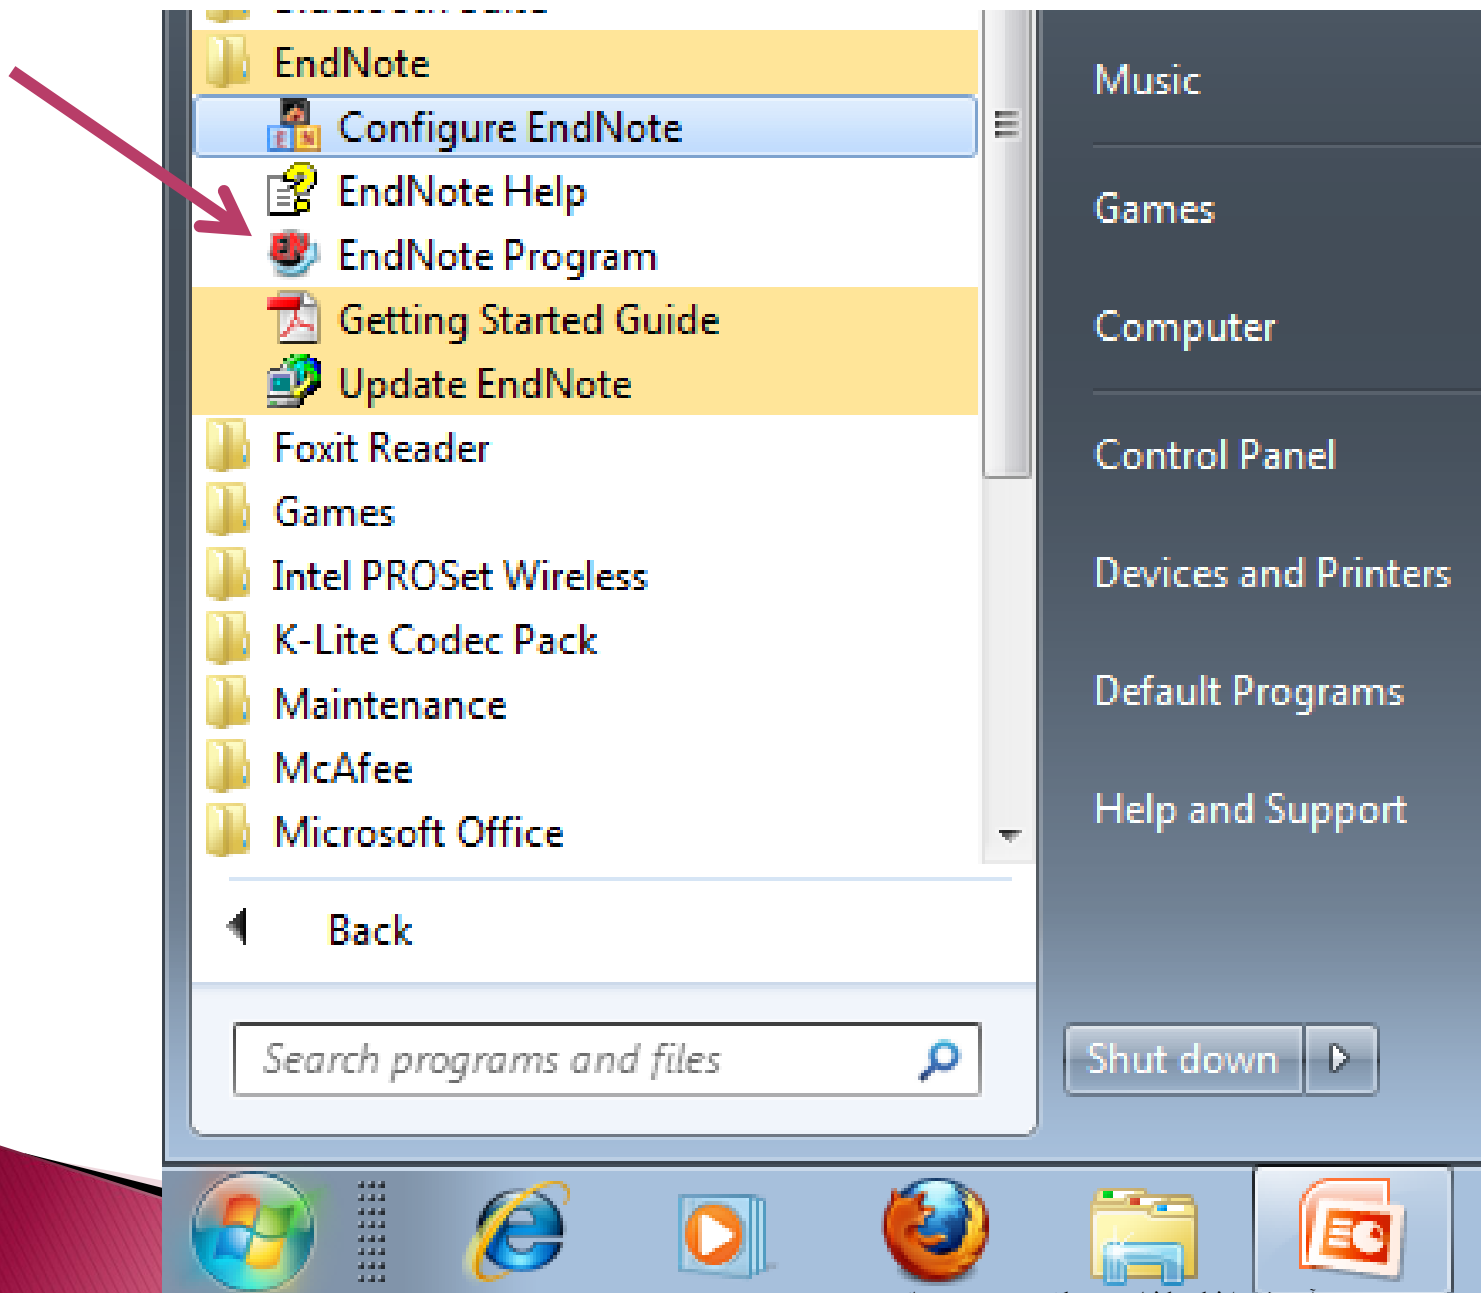 EndNote
Configure EndNote
EndNote Help
EndNote Program
Getting Started Guide
Update EndNote
Foxit Reader
Games
Intel PROSet Wireless
K-Lite Codec Pack
Maintenance
McAfee
Microsoft Office
Back
Search programs and files
Music
Games
Computer
Control Panel
Devices and Printers
Default Programs
Help and Support
Shut down